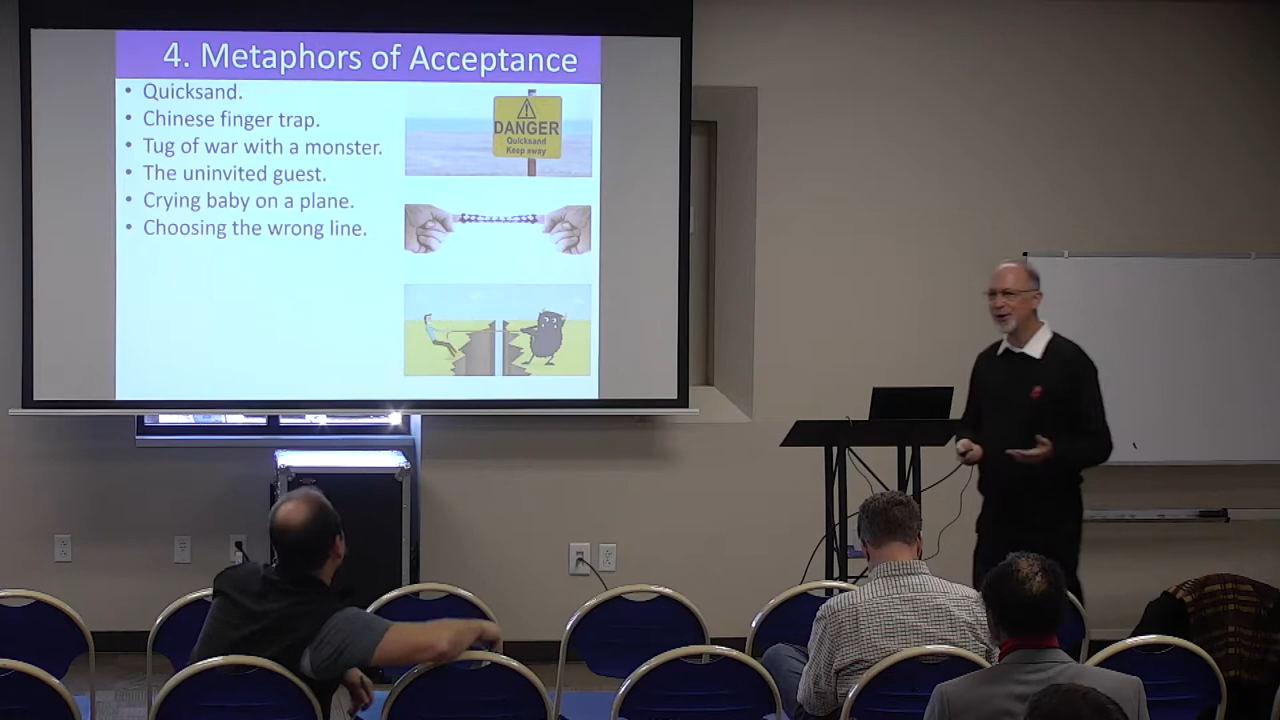 4. Metaphors of Acceptance
• Quicksand.
• Chinese finger trap.
• Tug of war with a monster.
• The uninvited guest.
• Crying baby on a plane.
• Choosing the wrong line.
DANGER
Quicksand
Keep away